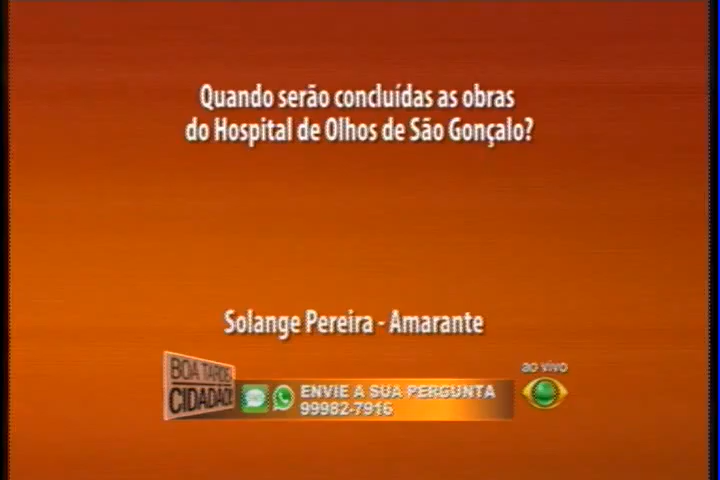 Quando serão concluídas as obras
do Hospital de Olhos de São Gonçalo?
Solange Pereira - Amarante
BOA TARDE
CIDADAO!
ao vivo
ENVIE A SUA PERGUNTA
99982-7916